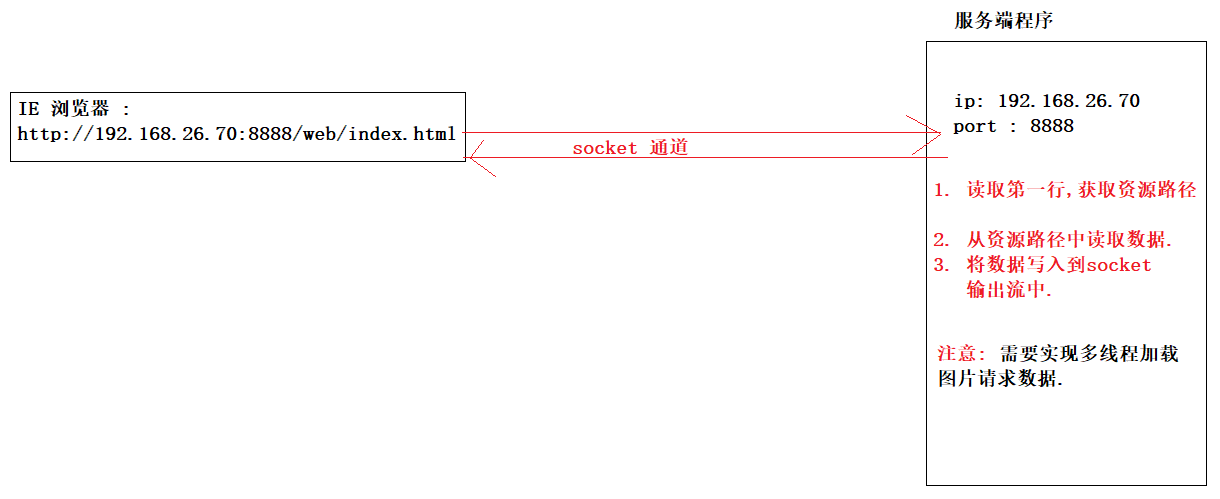 服务端程序
IE 浏览器 :
http://192.168.26.70:8888/web/index.html
socket 通道
ip: 192.168.26.70
port : 8888
1. 读取第一行,获取资源路径
2. 从资源路径中读取数据.
3. 将数据写入到socket
输出流中.
注意: 需要实现多线程加载
图片请求数据.